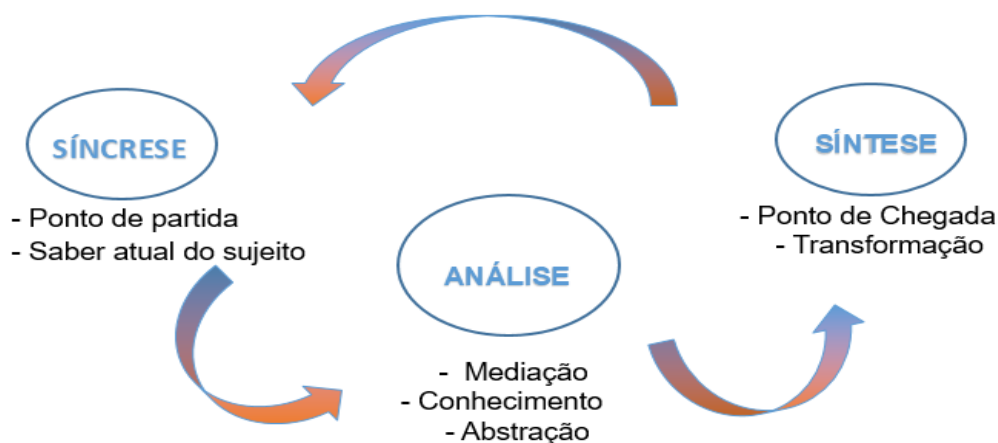 SÍNCRESE
- Ponto de partida
- Saber atual do sujeito
ANÁLISE
- Mediação
- Conhecimento
- Abstração
SÍNTESE
- Ponto de Chegada
- Transformação